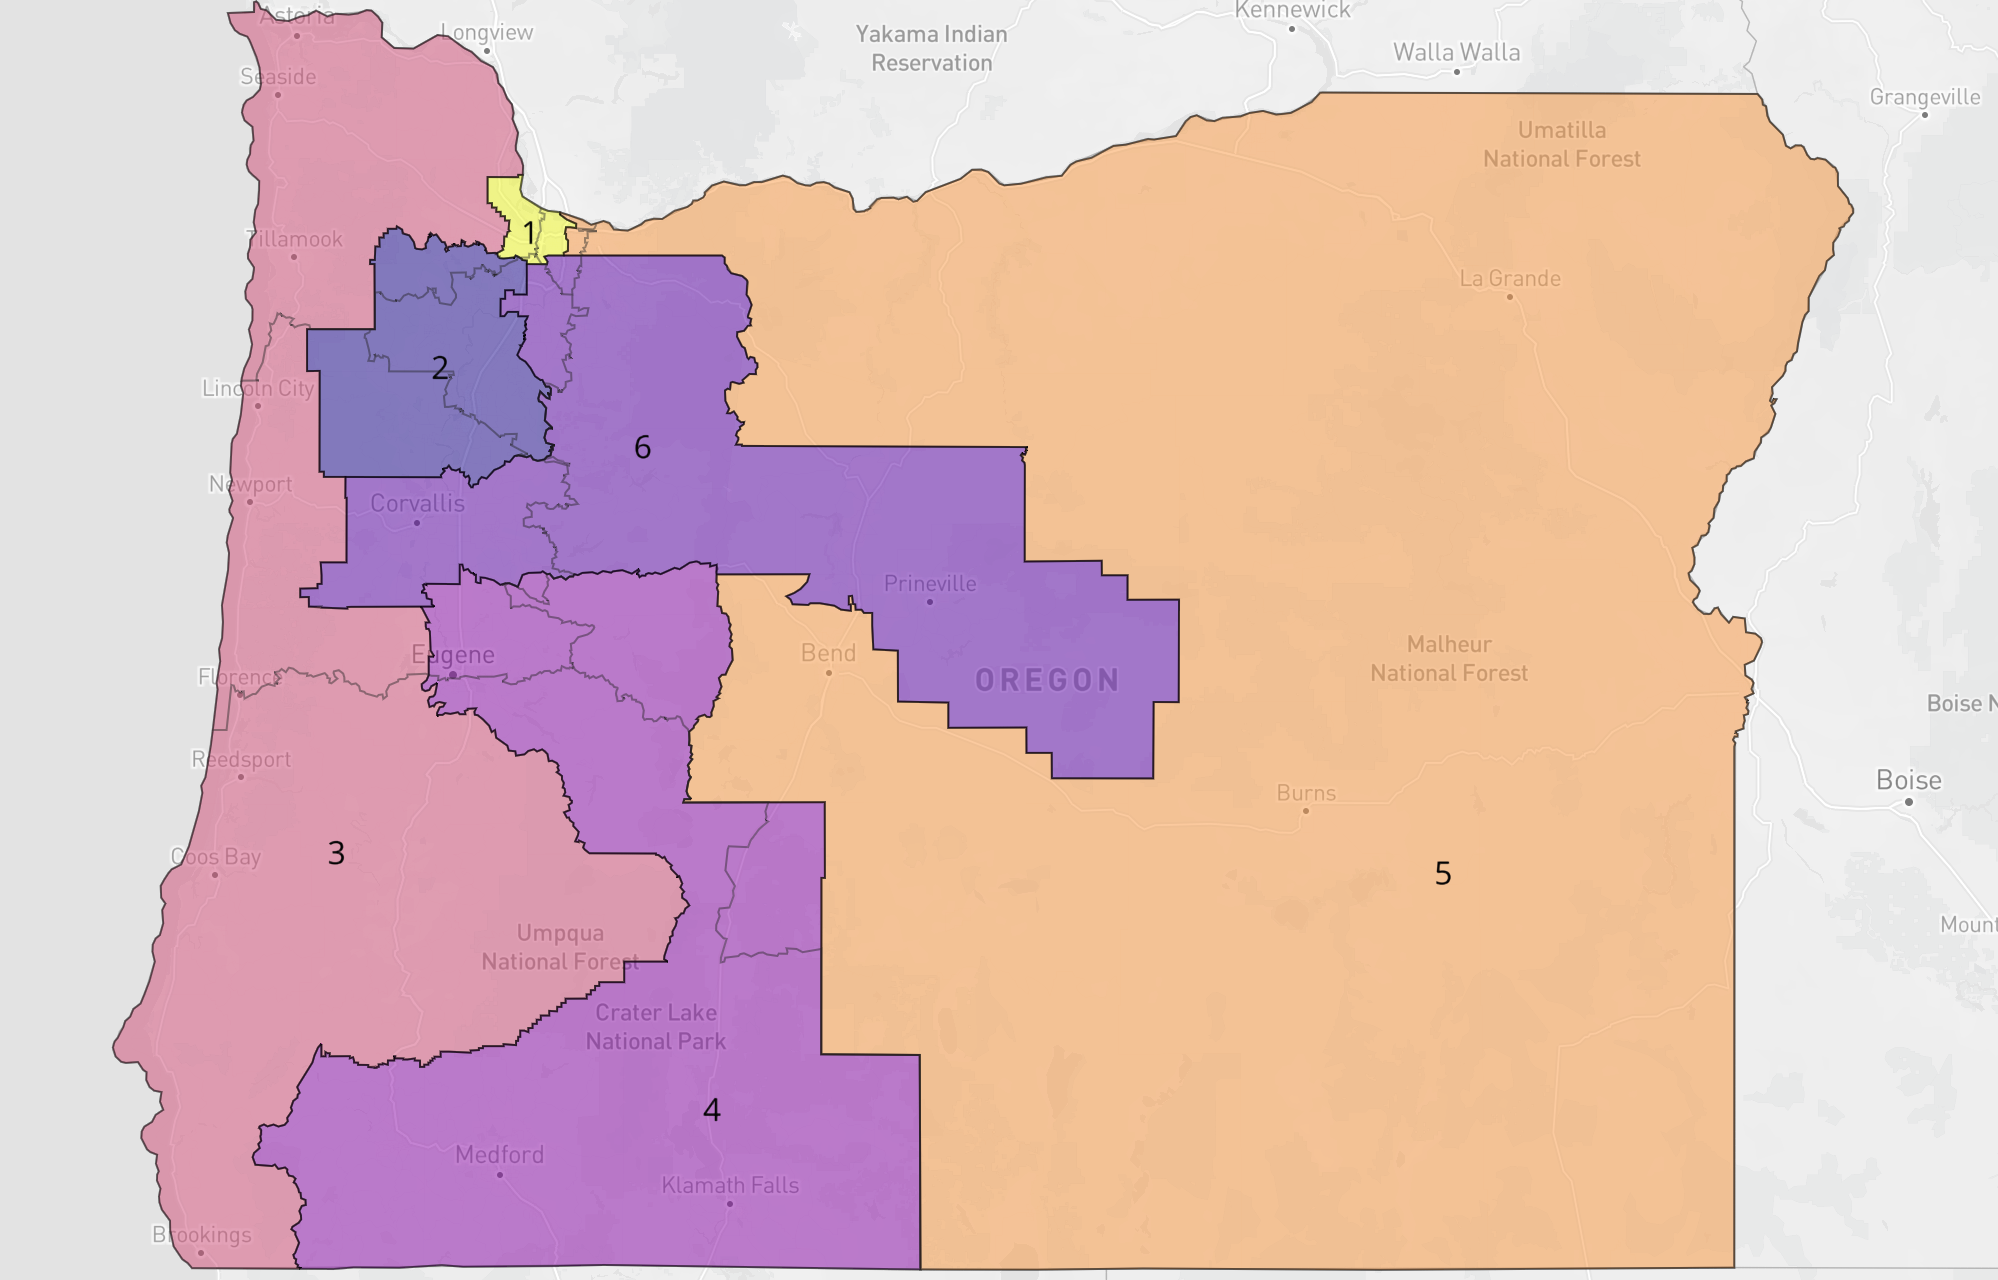 Astoria
Longview
Seaside
Yakama Indian
Reservation
Kennewick
Walla Walla
Grangeville
Umatilla
National Forest
1
Tillamook
La Grande
2
Lincoln City
6
Newport
Corvallis
Prineville
Eugene
Bend
OREGON
Malheur
National Forest
Florence
Boise N
Reedsport
Burns
Boise
Coos Bay
3
5
Umpqua
National Forest
Mount
Crater Lake
National Park
4
Medford
Klamath Falls
Brookings